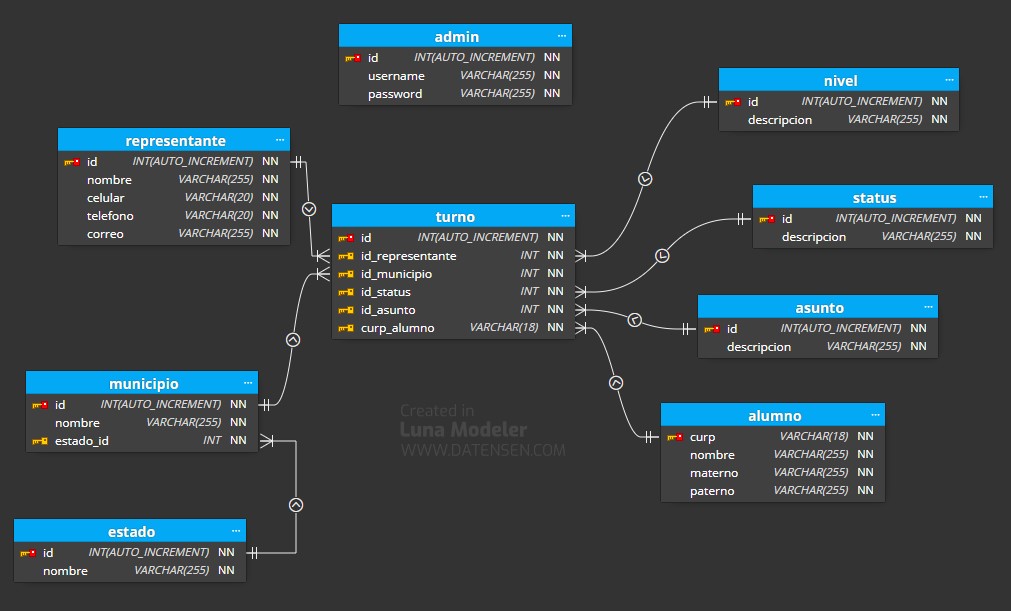 admin ...
id INT(AUTO_INCREMENT) NN
username VARCHAR(255) NN
password VARCHAR(255) NN
nivel ...
id INT(AUTO_INCREMENT) NN
descripcion VARCHAR(255) NN
representante ...
id INT(AUTO_INCREMENT) NN
nombre VARCHAR(255) NN
celular VARCHAR(20) NN
telefono VARCHAR(20) NN
correo VARCHAR(255) NN
status ...
id INT(AUTO_INCREMENT) NN
descripcion VARCHAR(255) NN
turno ...
id INT(AUTO_INCREMENT) NN
id_representante INT NN
id_municipio INT NN
id_status INT NN
id_asunto INT NN
curp_alumno VARCHAR(18) NN
asunto ...
id INT(AUTO_INCREMENT) NN
descripcion VARCHAR(255) NN
municipio ...
id INT(AUTO_INCREMENT) NN
nombre VARCHAR(255) NN
estado_id INT NN
Created in
Luna Modeler
WWW.DATENSEN.COM
alumno ...
curp VARCHAR(18) NN
nombre VARCHAR(255) NN
materno VARCHAR(255) NN
paterno VARCHAR(255) NN
estado ...
id INT(AUTO_INCREMENT) NN
nombre VARCHAR(255) NN